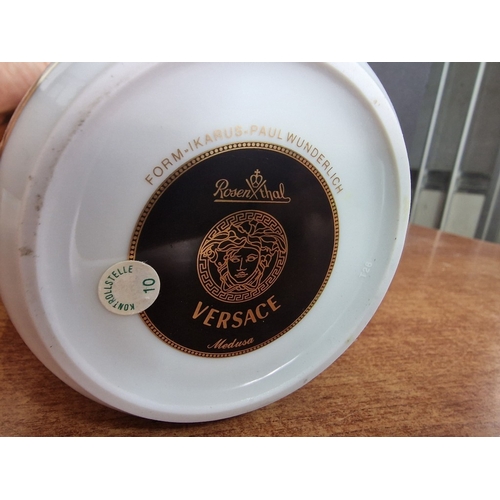 FORM-IKARUS-PAUL WUNDERLICH
Rosenthal
VERSACE
Medusa
KONTROLLSTELLE
10